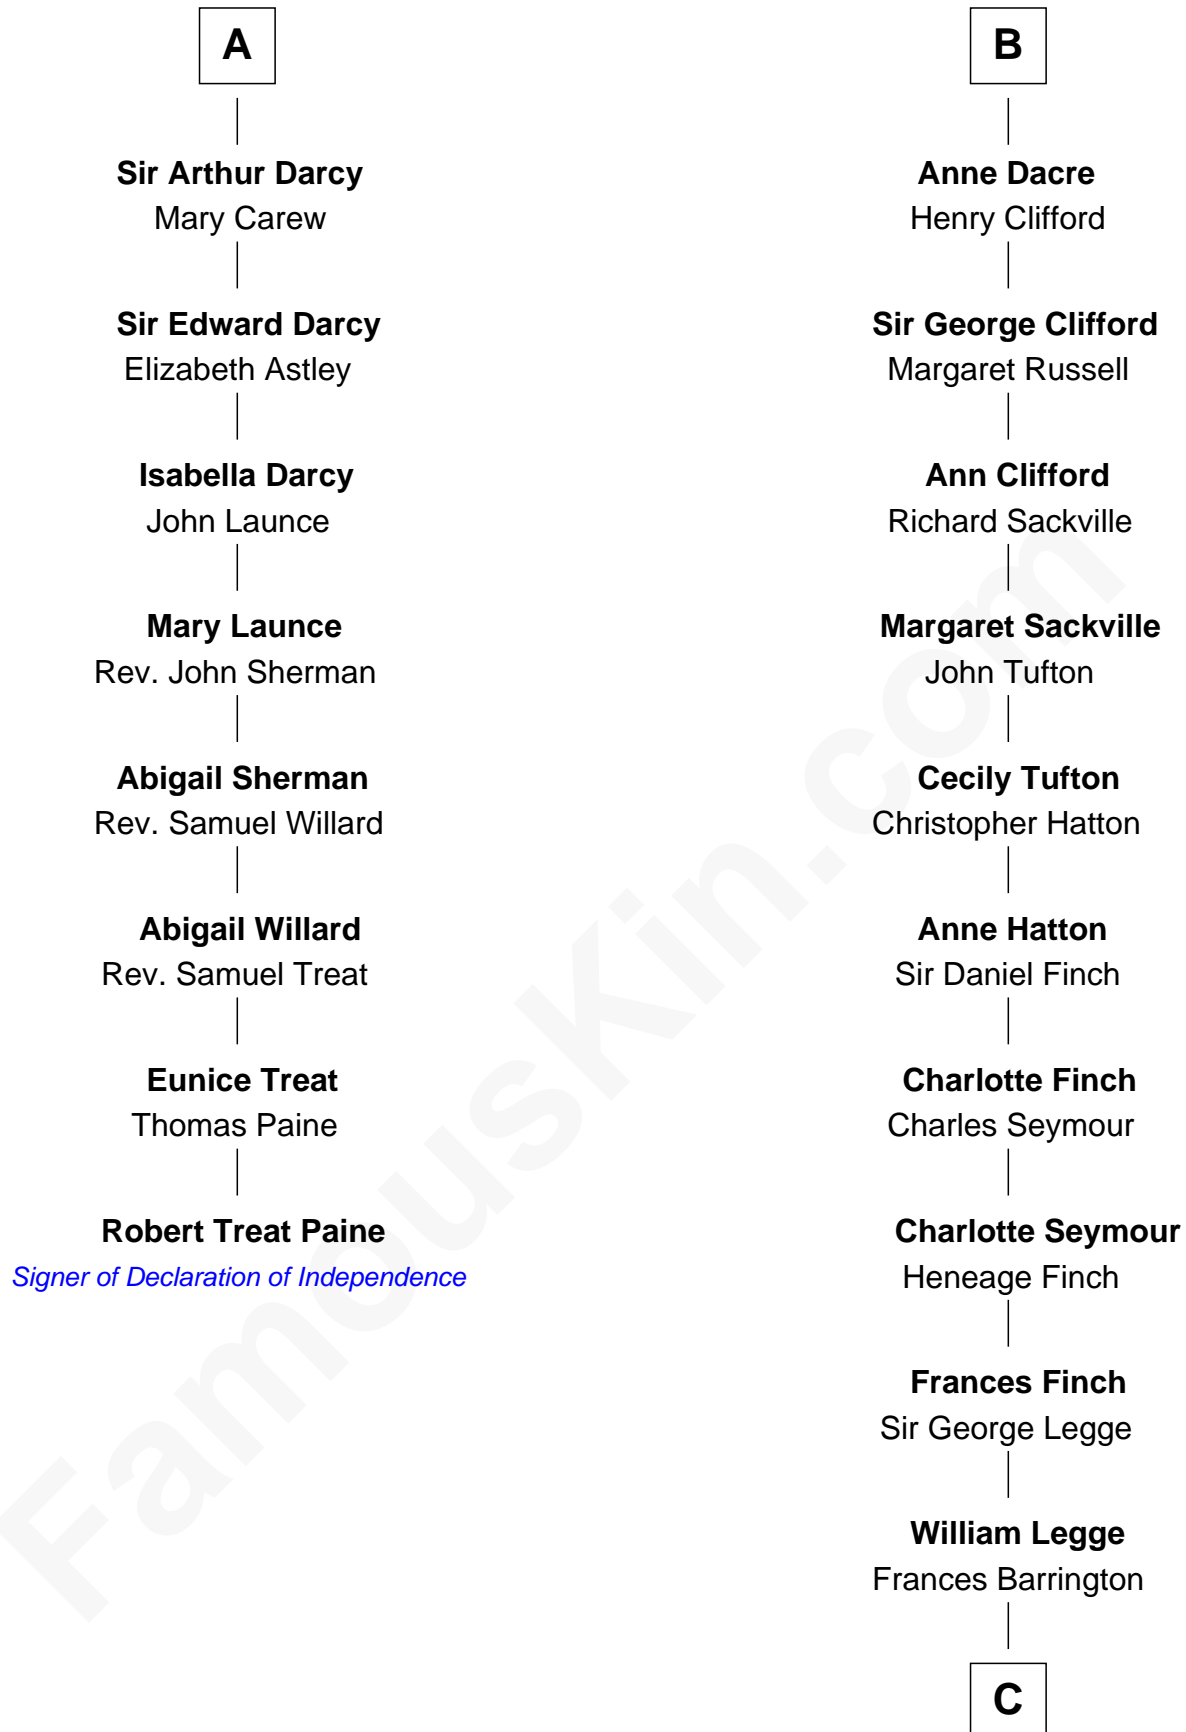 A
Sir Arthur Darcy
Mary Carew
Sir Edward Darcy
Elizabeth Astley
Isabella Darcy
John Launce
Mary Launce
Rev. John Sherman
Abigail Sherman
Rev. Samuel Willard
Abigail Willard
Rev. Samuel Treat
Eunice Treat
Thomas Paine
Robert Treat Paine
Signer of Declaration of Independence
B
Anne Dacre
Henry Clifford
Sir George Clifford
Margaret Russell
Ann Clifford
Richard Sackville
Margaret Sackville
John Tufton
Cecily Tufton
Christopher Hatton
Anne Hatton
Sir Daniel Finch
Charlotte Finch
Charles Seymour
Charlotte Seymour
Heneage Finch
Frances Finch
Sir George Legge
William Legge
Frances Barrington
C
FamousKin.com